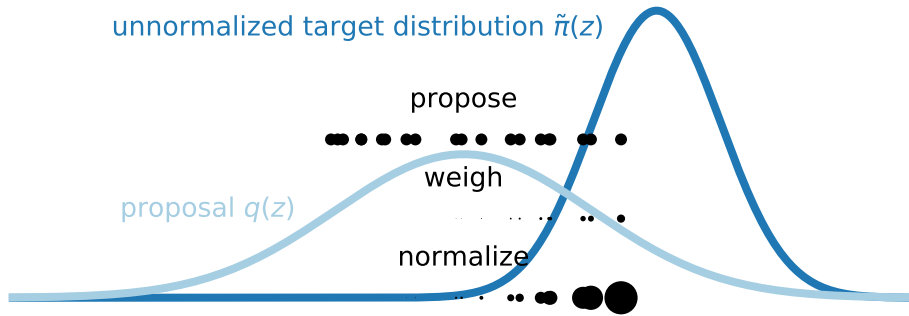 unnormalized target distribution π̃(z)
propose
weigh
proposal q(z)
normalize